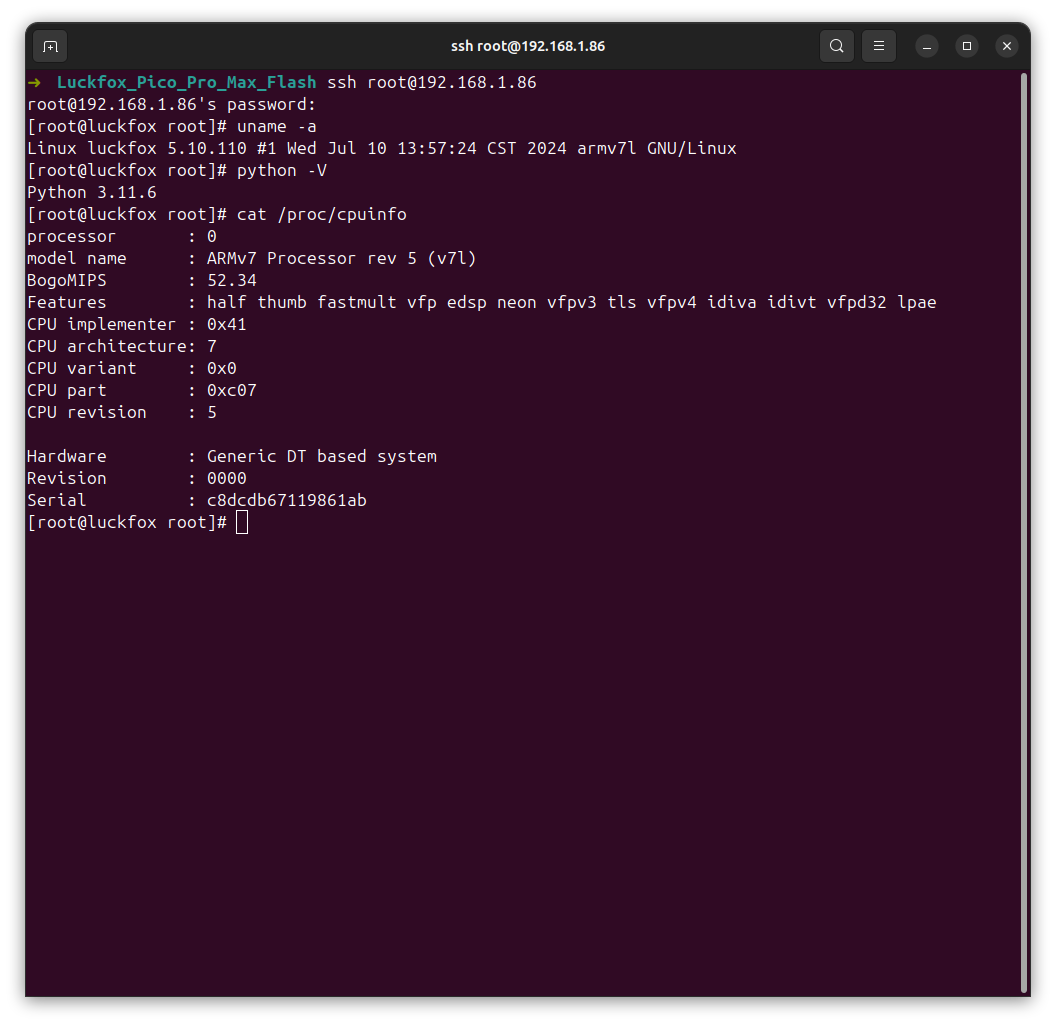 ssh root@192.168.1.86
➜  Luckfox_Pico_Pro_Max_Flash ssh root@192.168.1.86
root@192.168.1.86's password:
[root@luckfox root]# uname -a
Linux luckfox 5.10.110 #1 Wed Jul 10 13:57:24 CST 2024 armv7l GNU/Linux
[root@luckfox root]# python -V
Python 3.11.6
[root@luckfox root]# cat /proc/cpuinfo
processor       : 0
model name      : ARMv7 Processor rev 5 (v7l)
BogoMIPS        : 52.34
Features        : half thumb fastmult vfp edsp neon vfpv3 tls vfpv4 idiva idivt vfpd32 lpae
CPU implementer : 0x41
CPU architecture: 7
CPU variant     : 0x0
CPU part        : 0xc07
CPU revision    : 5

Hardware        : Generic DT based system
Revision        : 0000
Serial          : c8dcdb67119861ab
[root@luckfox root]#